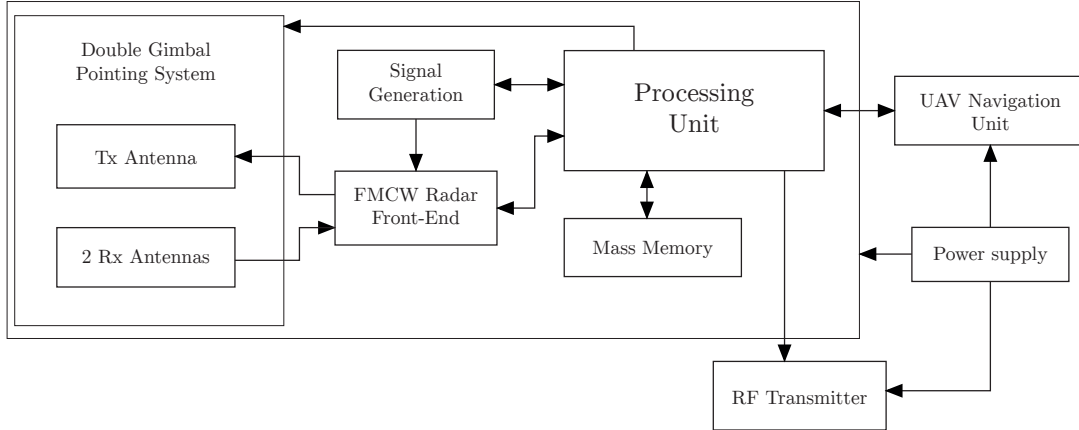 Double Gimbal
Pointing System
Signal
Generation
Processing
Unit
UAV Navigation
Unit
Tx Antenna
FMCW Radar
Front-End
2 Rx Antennas
Mass Memory
Power supply
RF Transmitter